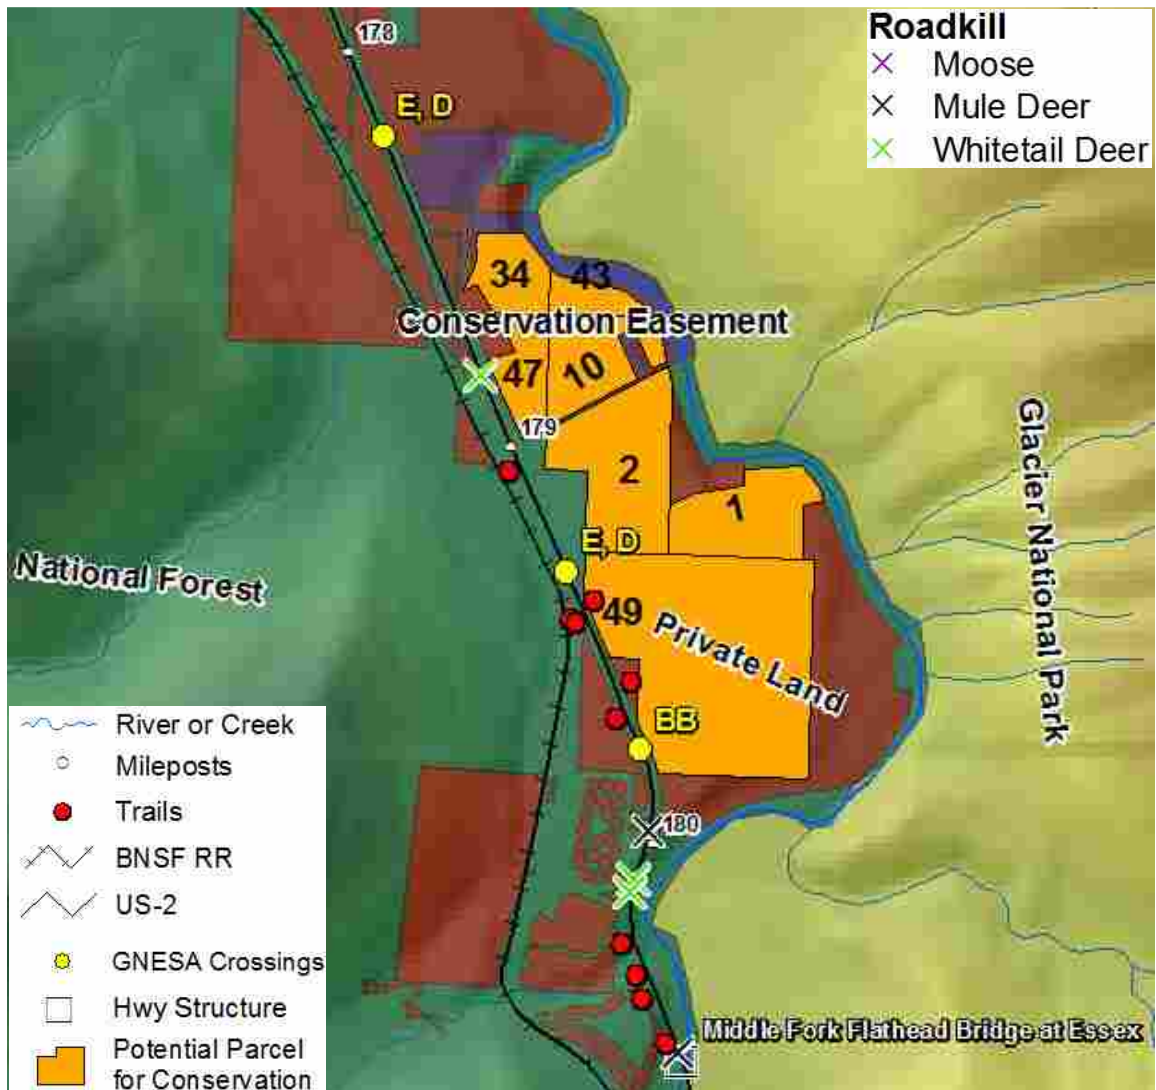 Roadkill
Moose
Mule Deer
Whitetail Deer
178
E, D
34
43
Conservation Easement
47
10
179
2
1
E, D
National Forest
49
Private Land
Glacier National Park
BB
180
Middle Fork Flathead Bridge at Essex
River or Creek
Mileposts
Trails
BNSF RR
US-2
GNESA Crossings
Hwy Structure
Potential Parcel
for Conservation